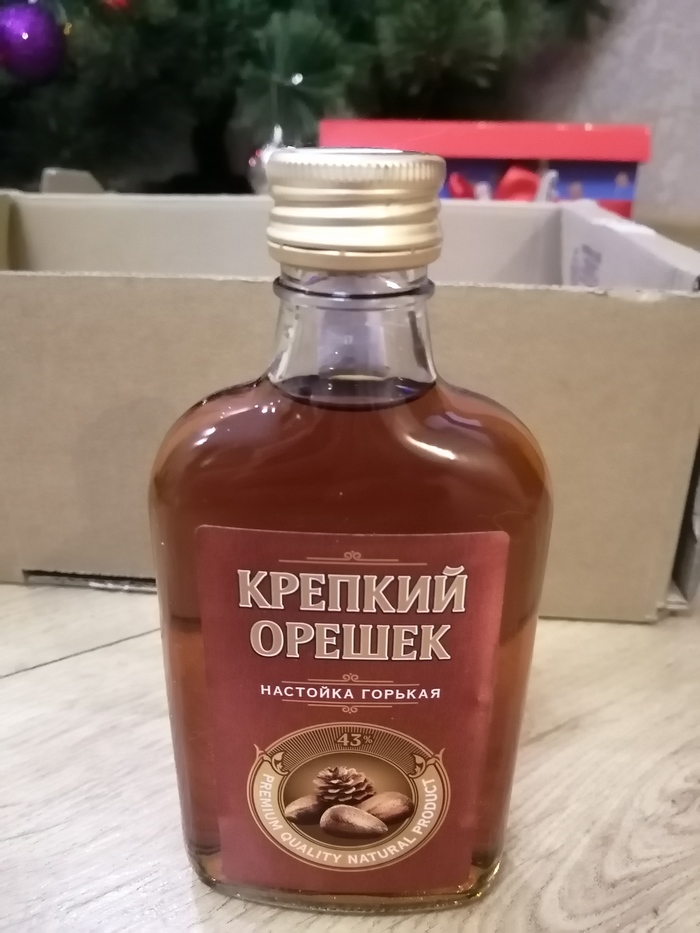 КРЕПКИЙ
ОРЕШЕК
НАСТОЙКА ГОРЬКАЯ
43%
PREMIUM QUALITY NATURAL PRODUCT